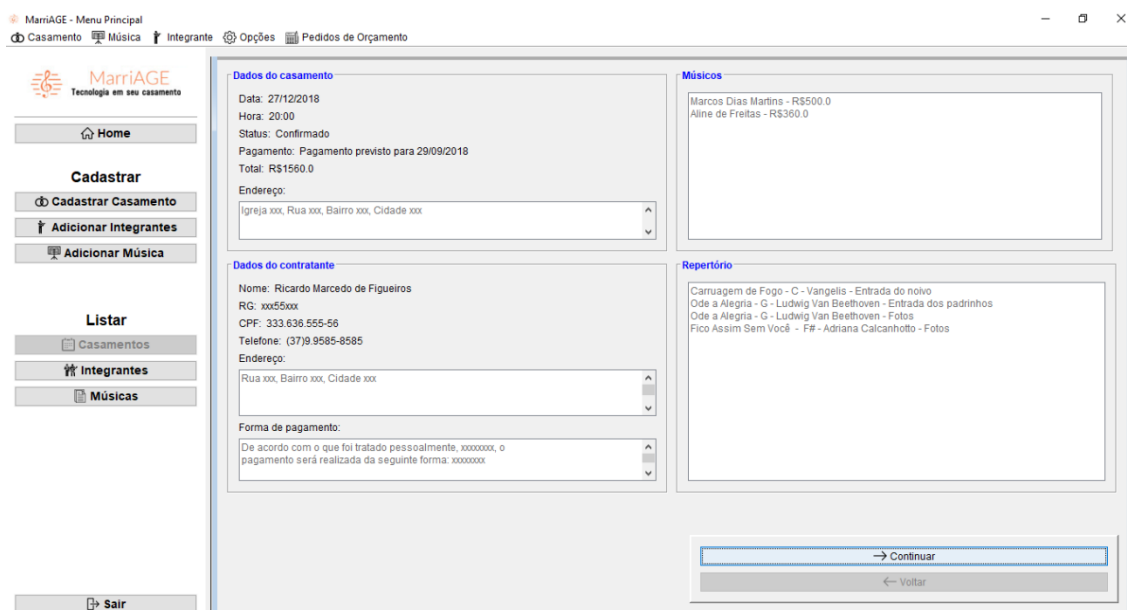 MarriAGE - Menu Principal
Casamento Música Integrante Opções Pedidos de Orçamento
MarriAGE
Tecnologia em seu casamento
Home
Cadastrar
Cadastrar Casamento
Adicionar Integrantes
Adicionar Música
Listar
Casamentos
Integrantes
Músicas
Sair
Dados do casamento
Data: 27/12/2018
Hora: 20:00
Status: Confirmado
Pagamento: Pagamento previsto para 29/09/2018
Total: R$1560.0
Endereço:
Igreja xxx, Rua xxx, Bairro xxx, Cidade xxx
Dados do contratante
Nome: Ricardo Marcedo de Figueiros
RG: xxx55xxx
CPF: 333.636.555-56
Telefone: (37)9.9585-8585
Endereço:
Rua xxx, Bairro xxx, Cidade xxx
Forma de pagamento:
De acordo com o que foi tratado pessoalmente, xxxxxxxx, o
pagamento será realizada da seguinte forma: xxxxxxxx
Músicos
Marcos Dias Martins - R$500.0
Aline de Freitas - R$360.0
Repertório
Carruagem de Fogo - C - Vangelis - Entrada do noivo
Ode a Alegria - G - Ludwig Van Beethoven - Entrada dos padrinhos
Ode a Alegria - G - Ludwig Van Beethoven - Fotos
Fico Assim Sem Você - F# - Adriana Calcanhotto - Fotos
Continuar
Voltar